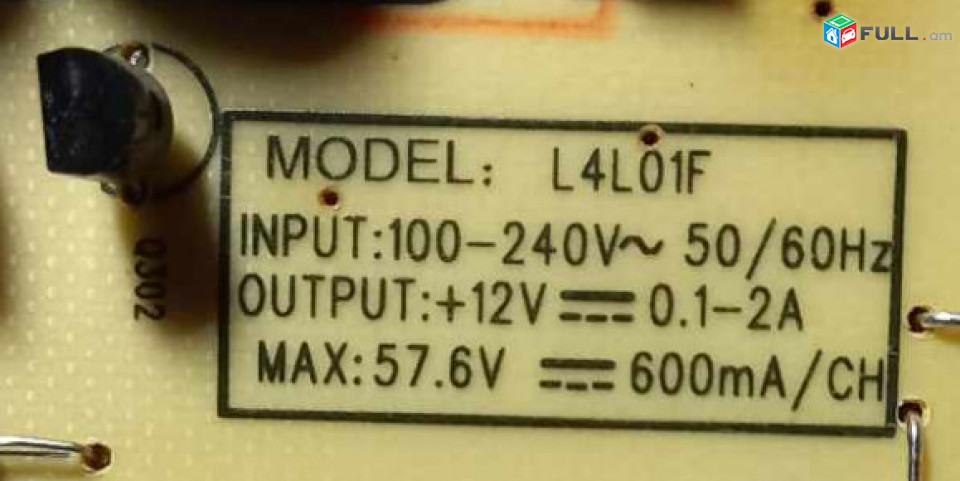 FULL.am
MODEL: L4L01F
INPUT:100-240V~ 50/60Hz
OUTPUT:+12V ⎓ 0.1-2A
MAX:57.6V ⎓ 600mA/CH
Q302